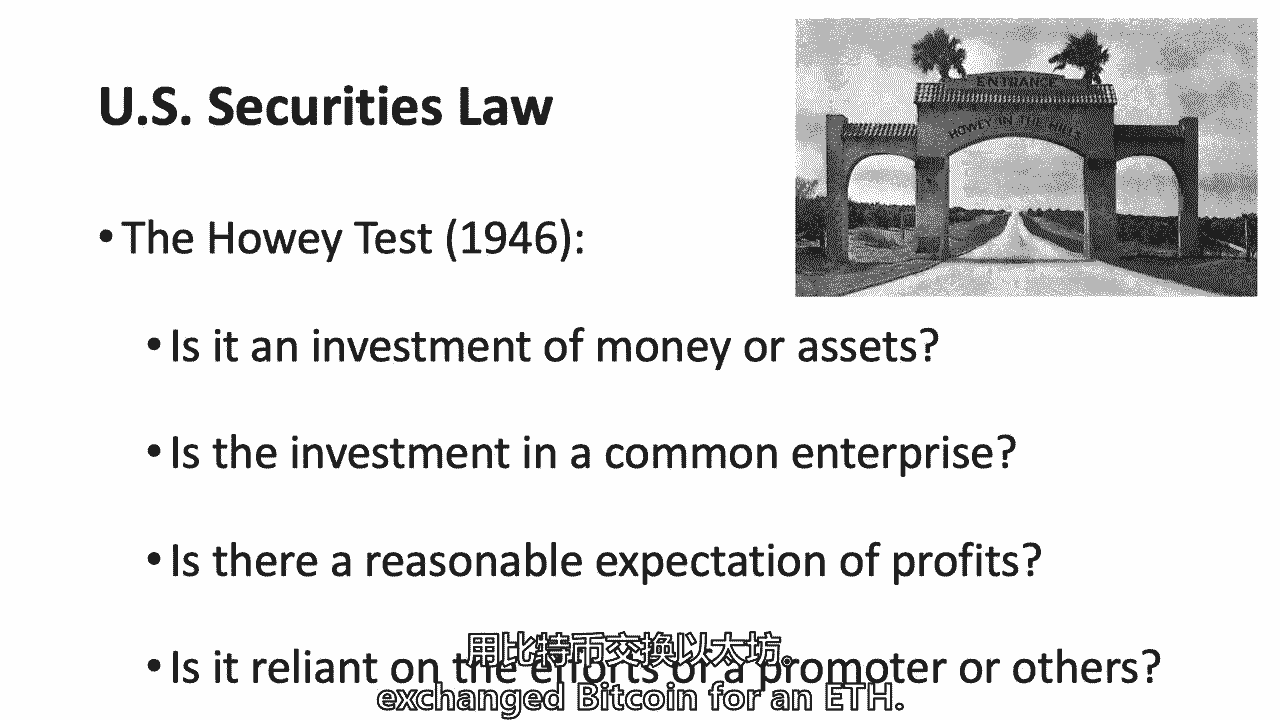 U.S. Securities Law
ENTRANCE
HOWEY IN THE HILLS
• The Howey Test (1946):
• Is it an investment of money or assets?
• Is the investment in a common enterprise?
• Is there a reasonable expectation of profits?
• Is it reliant on the efforts of a promoter or others?
用比特币交换以太坊。
exchanged Bitcoin for an ETH.